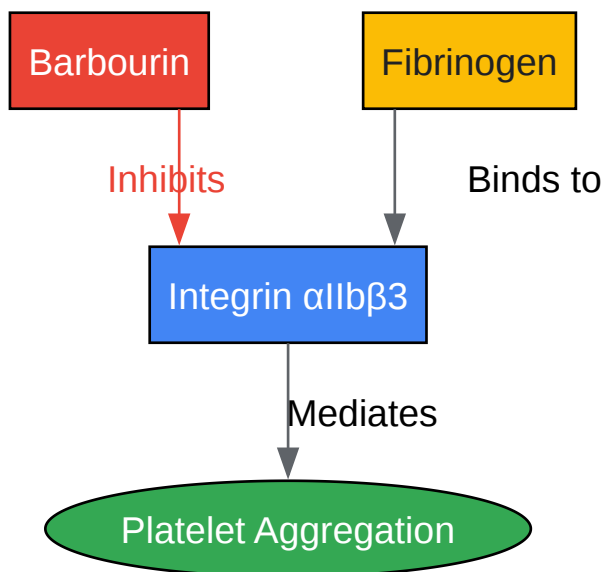 Barbourin
Fibrinogen
Inhibits
Binds to
Integrin αIIbβ3
Mediates
Platelet Aggregation